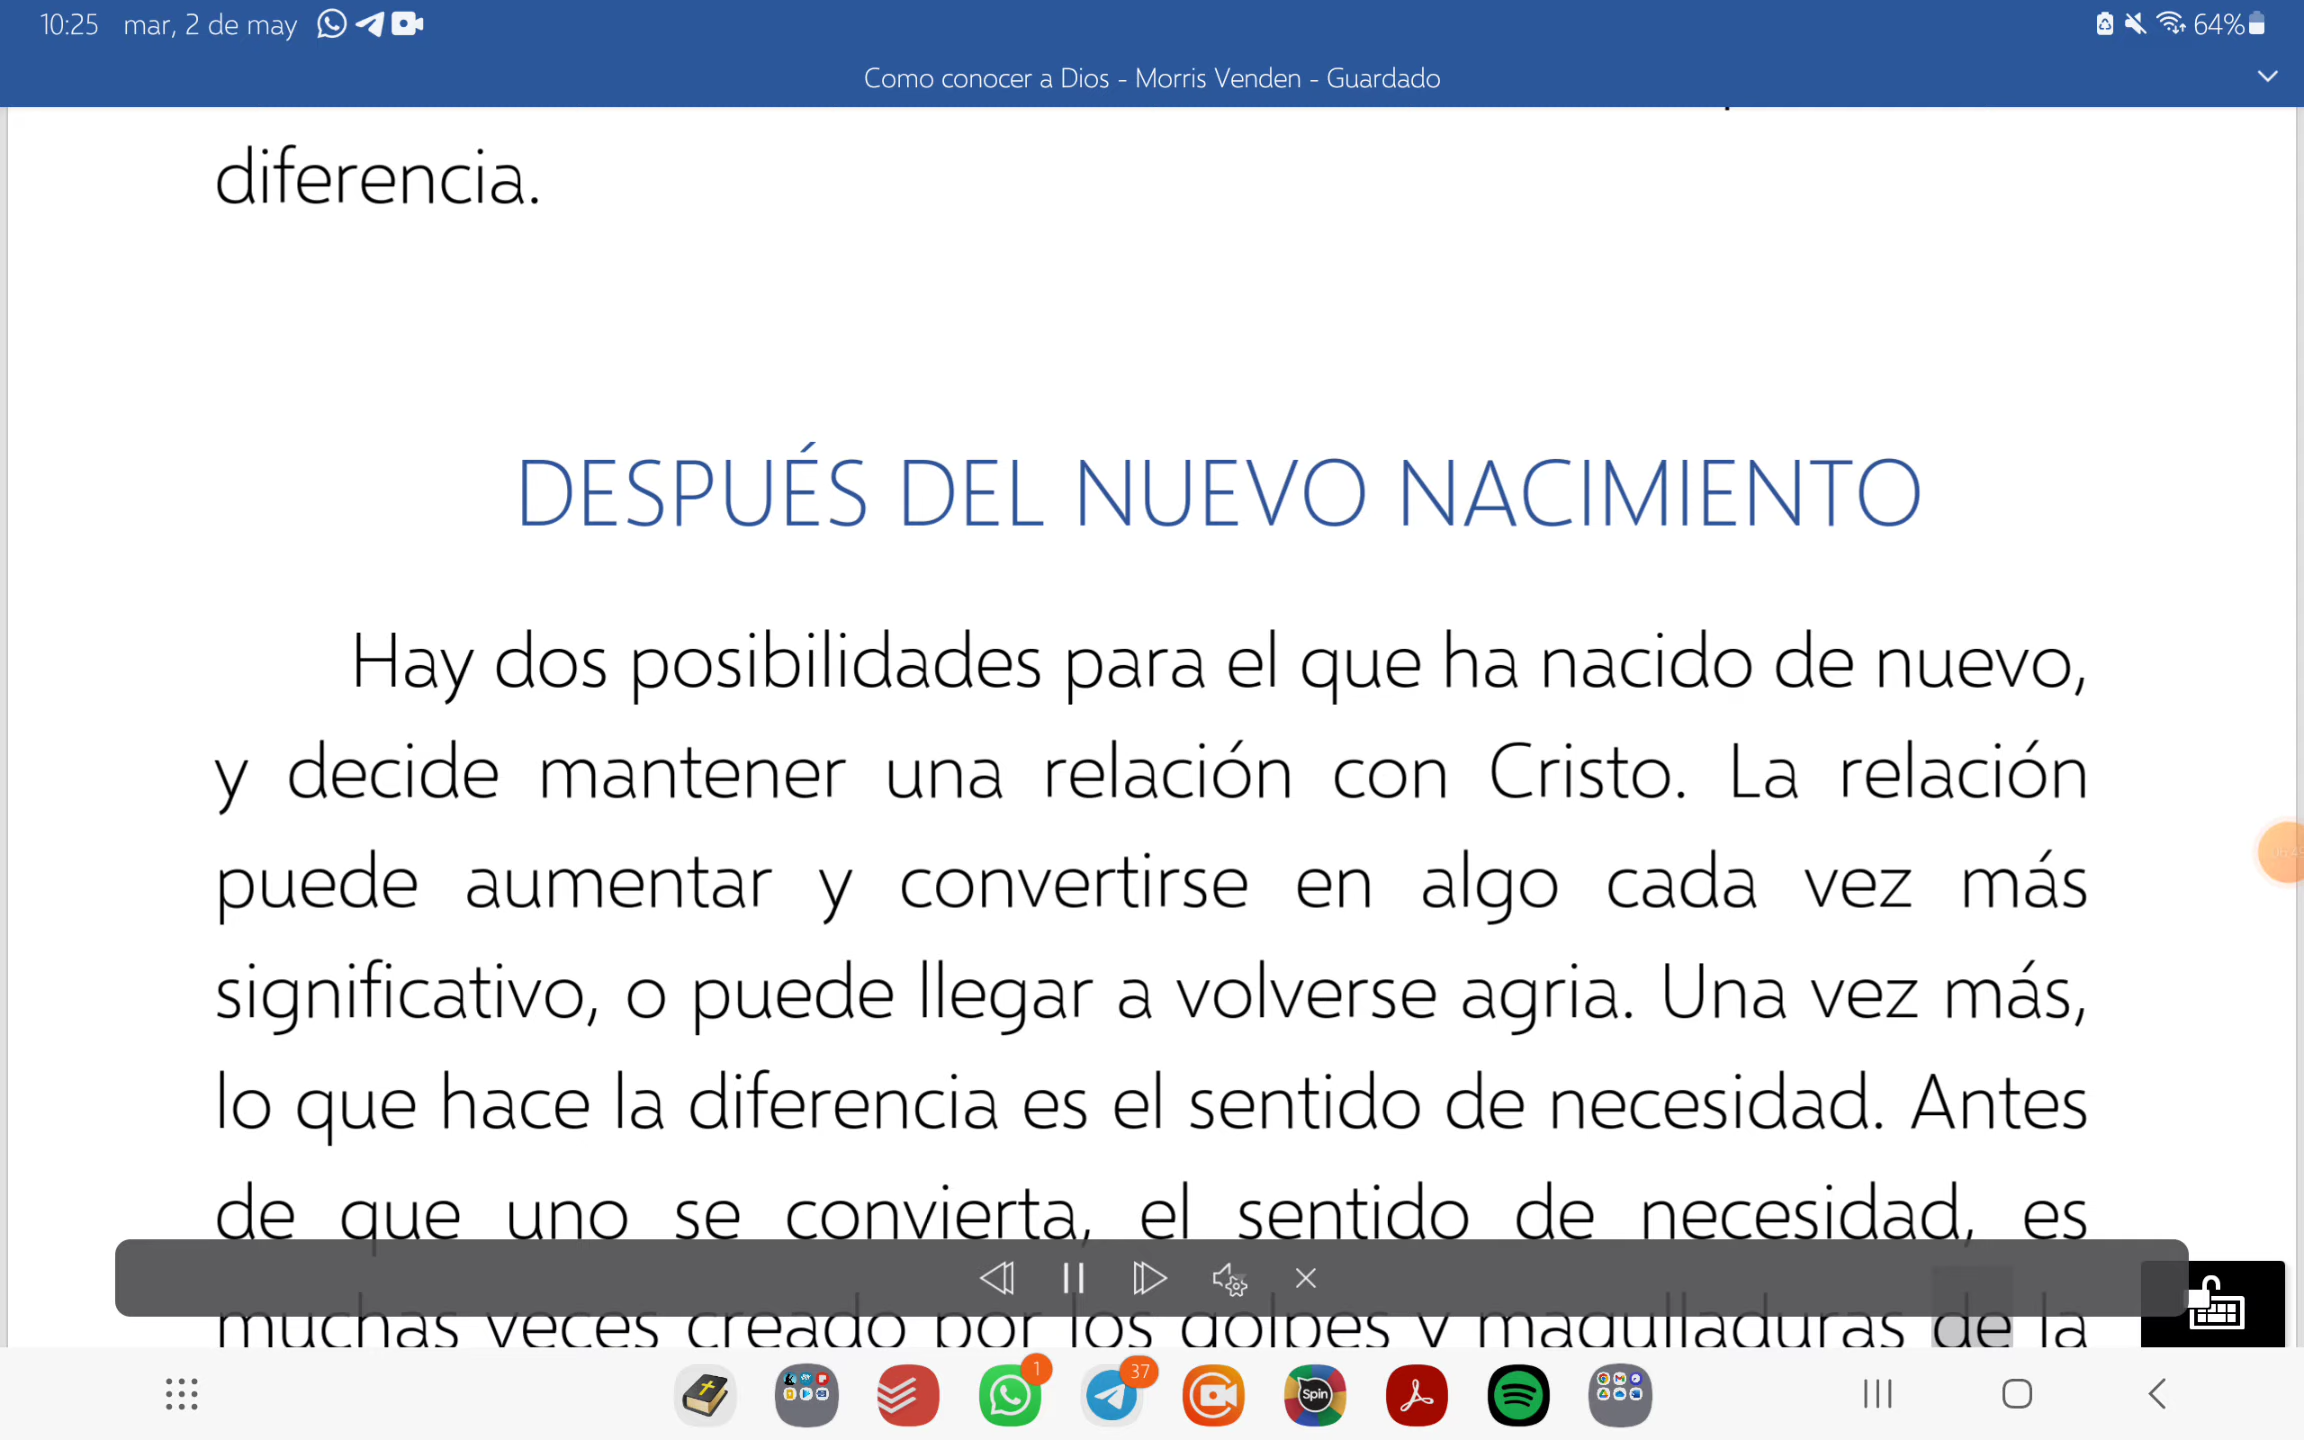 10:25 mar, 2 de may 64%
Como conocer a Dios - Morris Venden - Guardado
diferencia.
DESPUÉS DEL NUEVO NACIMIENTO
Hay dos posibilidades para el que ha nacido de nuevo,
y decide mantener una relación con Cristo. La relación
puede aumentar y convertirse en algo cada vez más
significativo, o puede llegar a volverse agria. Una vez más,
lo que hace la diferencia es el sentido de necesidad. Antes
de que uno se convierta, el sentido de necesidad, es
muchas veces creado por los golpes y magulladuras de la
1
37
Spin